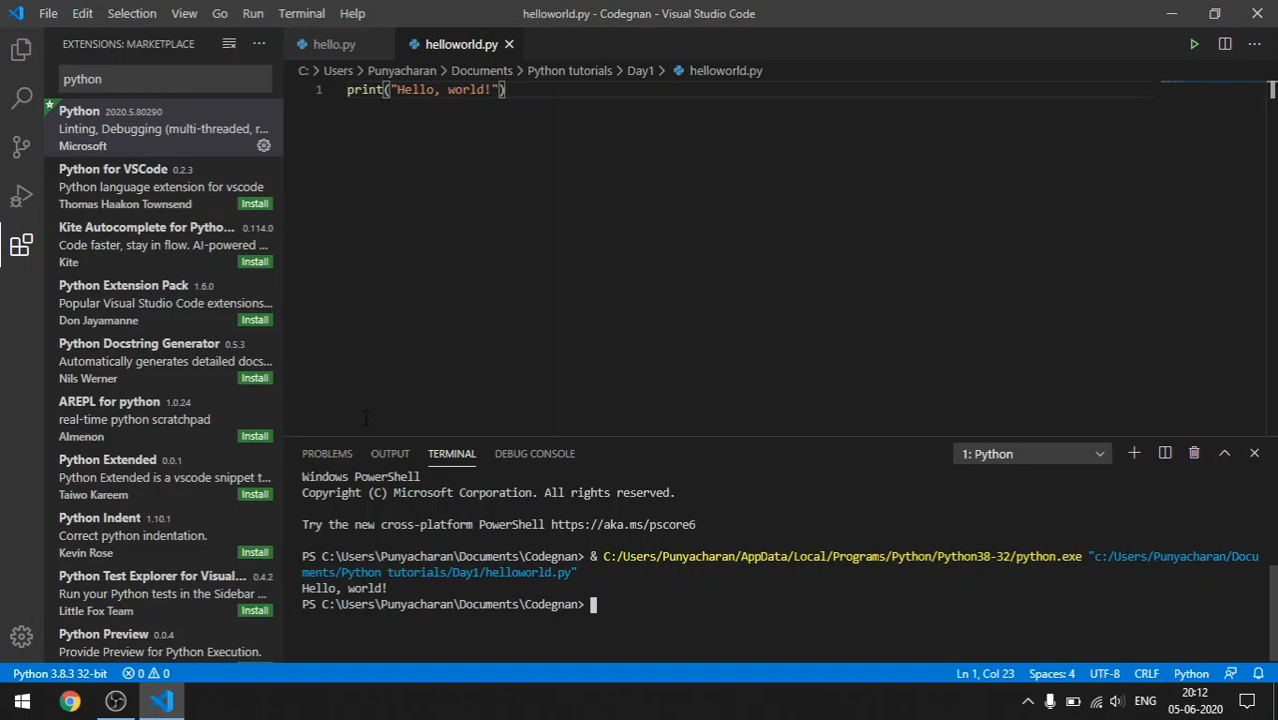 File Edit Selection View Go Run Terminal Help
helloworld.py - Codegnan - Visual Studio Code
EXTENSIONS: MARKETPLACE
python
Python 2020.5.80290
Linting, Debugging (multi-threaded, r...
Microsoft
Python for VSCode 0.2.3
Python language extension for vscode
Thomas Haakon Townsend Install
Kite Autocomplete for Pytho... 0.114.0
Code faster, stay in flow. AI-powered ...
Kite Install
Python Extension Pack 1.6.0
Popular Visual Studio Code extensions...
Don Jayamanne Install
Python Docstring Generator 0.5.3
Automatically generates detailed docs...
Nils Werner Install
AREPL for python 1.0.24
real-time python scratchpad
Almenon Install
Python Extended 0.0.1
Python Extended is a vscode snippet t...
Taiwo Kareem Install
Python Indent 1.10.1
Correct python indentation.
Kevin Rose Install
Python Test Explorer for Visual... 0.4.2
Run your Python tests in the Sidebar ...
Little Fox Team Install
Python Preview 0.0.4
Provide Preview for Python Execution.
hello.py helloworld.py
C: > Users > Punyacharan > Documents > Python tutorials > Day1 > helloworld.py
1 print("Hello, world!")
PROBLEMS OUTPUT TERMINAL DEBUG CONSOLE 1: Python
Windows PowerShell
Copyright (C) Microsoft Corporation. All rights reserved.
Try the new cross-platform PowerShell https://aka.ms/pscore6
PS C:\Users\Punyacharan\Documents\Codegnan> & C:/Users/Punyacharan/AppData/Local/Programs/Python/Python38-32/python.exe "c:/Users/Punyacharan/Docu
ments/Python tutorials/Day1/helloworld.py"
Hello, world!
PS C:\Users\Punyacharan\Documents\Codegnan>
Python 3.8.3 32-bit 0 0 Ln 1, Col 23 Spaces: 4 UTF-8 CRLF Python
ENG
20:12
05-06-2020